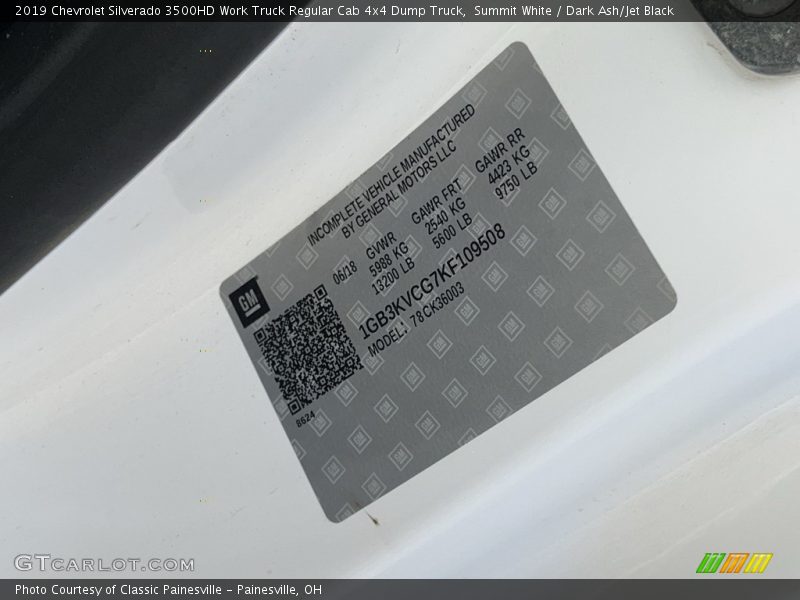 2019 Chevrolet Silverado 3500HD Work Truck Regular Cab 4x4 Dump Truck,  Summit White / Dark Ash/Jet Black
INCOMPLETE VEHICLE MANUFACTURED
BY GENERAL MOTORS LLC
06/18 GVWR GAWR FRT GAWR RR
5988 KG 2540 KG 4423 KG
13200 LB 5600 LB 9750 LB
GM
1GB3KVCG7KF109508
MODEL: 78CK36003
8624
GTCARLOT.COM
Photo Courtesy of Classic Painesville - Painesville, OH